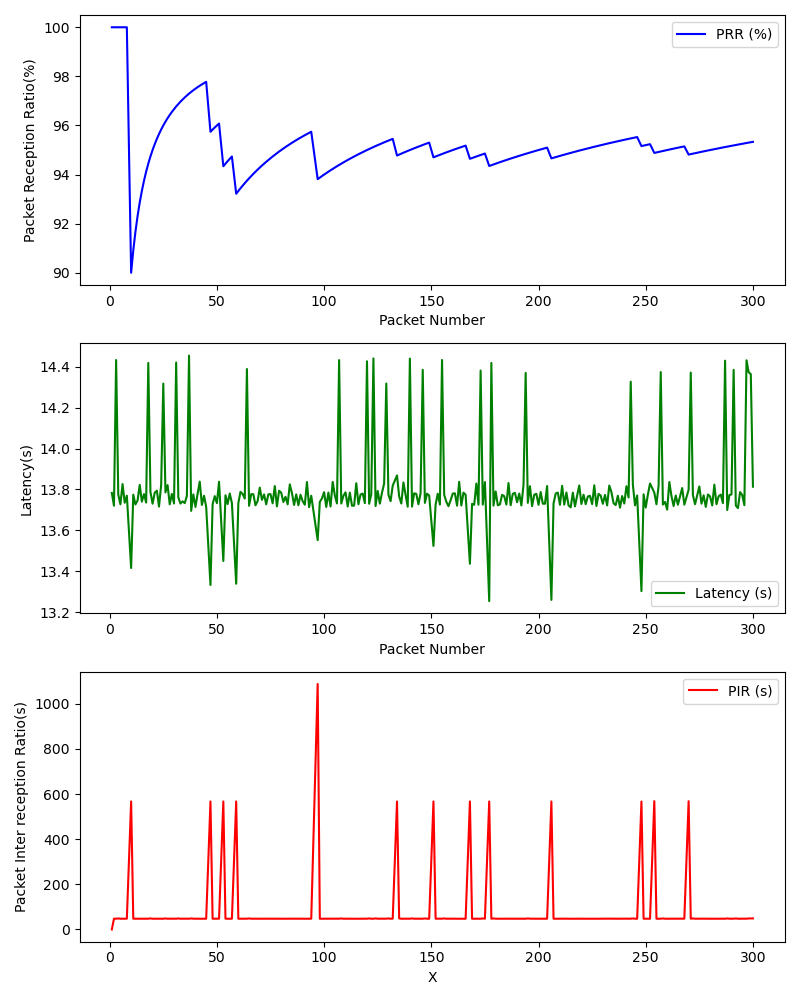 100
98
96
94
92
90
Packet Reception Ratio(%)
PRR (%)
0 50 100 150 200 250 300
Packet Number
14.4
14.2
14.0
13.8
13.6
13.4
13.2
Latency(s)
Latency (s)
0 50 100 150 200 250 300
Packet Number
1000
800
600
400
200
0
Packet Inter reception Ratio(s)
PIR (s)
0 50 100 150 200 250 300
X